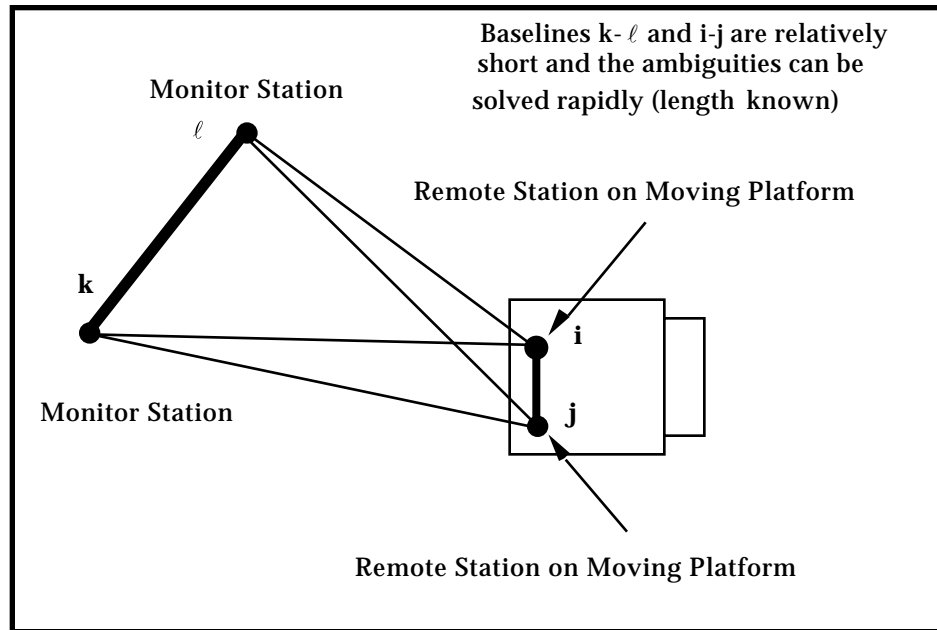 Baselines k-ℓ and i-j are relatively
short and the ambiguities can be
solved rapidly (length known)
Monitor Station
ℓ
Remote Station on Moving Platform
k
i
j
Monitor Station
Remote Station on Moving Platform